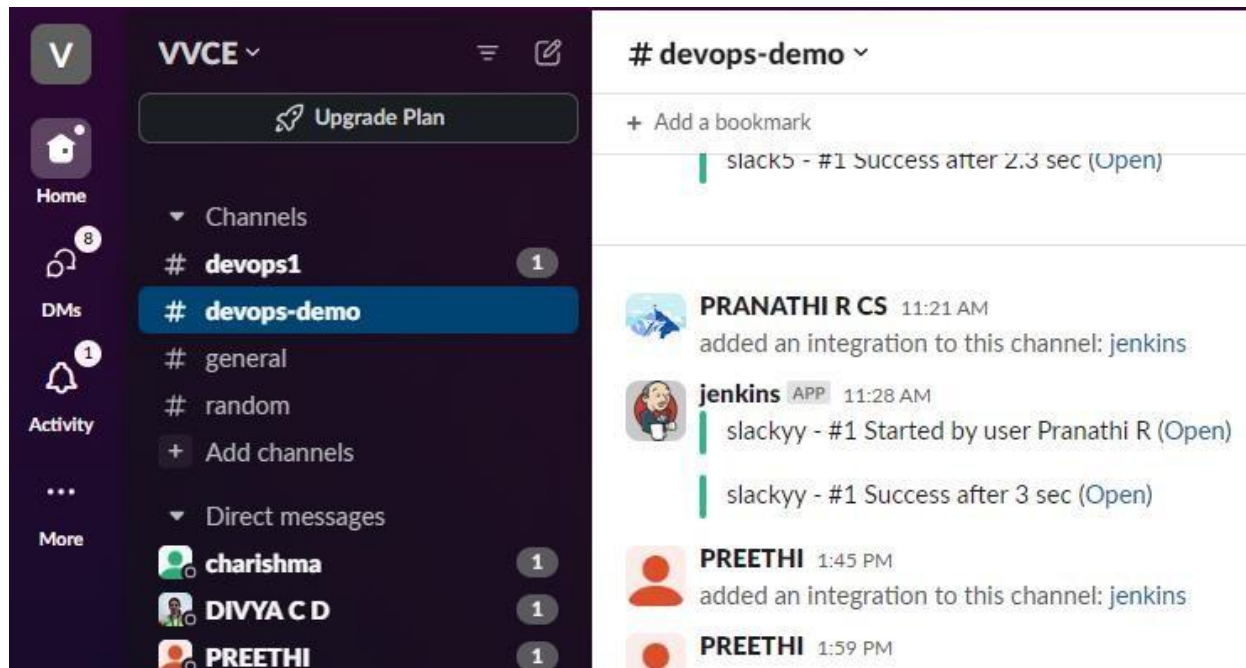 V
Home
8
DMs
1
Activity
More
VVCE
Upgrade Plan
Channels
# devops1 1
# devops-demo
# general
# random
+ Add channels
Direct messages
charishma 1
DIVYA C D 1
PREETHI 1
# devops-demo
+ Add a bookmark
slack5 - #1 Success after 2.3 sec (Open)
PRANATHI R CS 11:21 AM
added an integration to this channel: jenkins
jenkins APP 11:28 AM
slackyy - #1 Started by user Pranathi R (Open)
slackyy - #1 Success after 3 sec (Open)
PREETHI 1:45 PM
added an integration to this channel: jenkins
PREETHI 1:59 PM